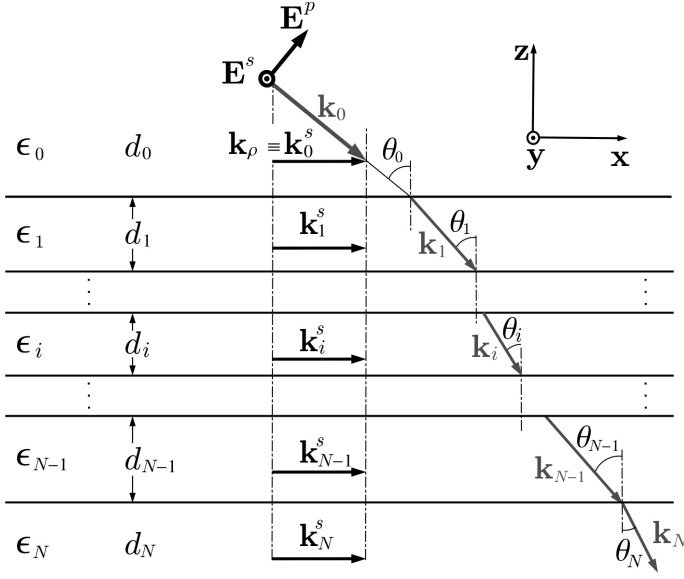 E^p
E^s
z
k_0
ϵ_0 d_0 k_ρ ≡ k_0^s θ_0
y x
ϵ_1 d_1 k_1^s k_1 θ_1
⋮ ⋮
ϵ_i d_i k_i^s k_i θ_i
⋮ ⋮
ϵ_{N-1} d_{N-1} k_{N-1}^s k_{N-1} θ_{N-1}
ϵ_N d_N k_N^s θ_N k_N